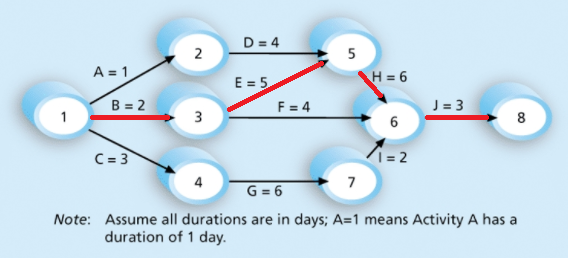 D = 4
2
5
A = 1
E = 5
H = 6
B = 2
F = 4
J = 3
1
3
6
8
C = 3
I = 2
4
G = 6
7
Note: Assume all durations are in days; A=1 means Activity A has a
duration of 1 day.